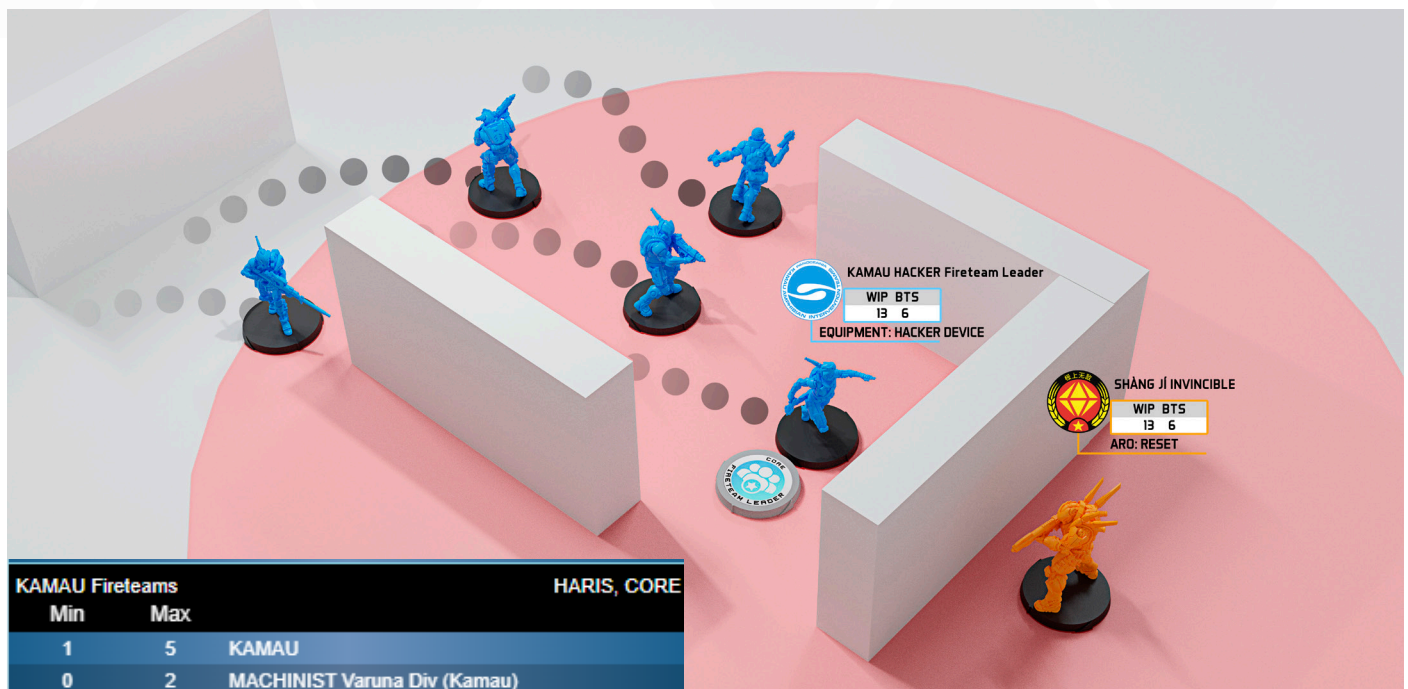 KAMAU HACKER Fireteam Leader
WIP BTS
13 6
EQUIPMENT: HACKER DEVICE
SHÀNG JÍ INVINCIBLE
WIP BTS
13 6
ARO: RESET
CORE
FIRETEAM LEADER
KAMAU Fireteams HARIS, CORE
Min Max
1 5 KAMAU
0 2 MACHINIST Varuna Div (Kamau)